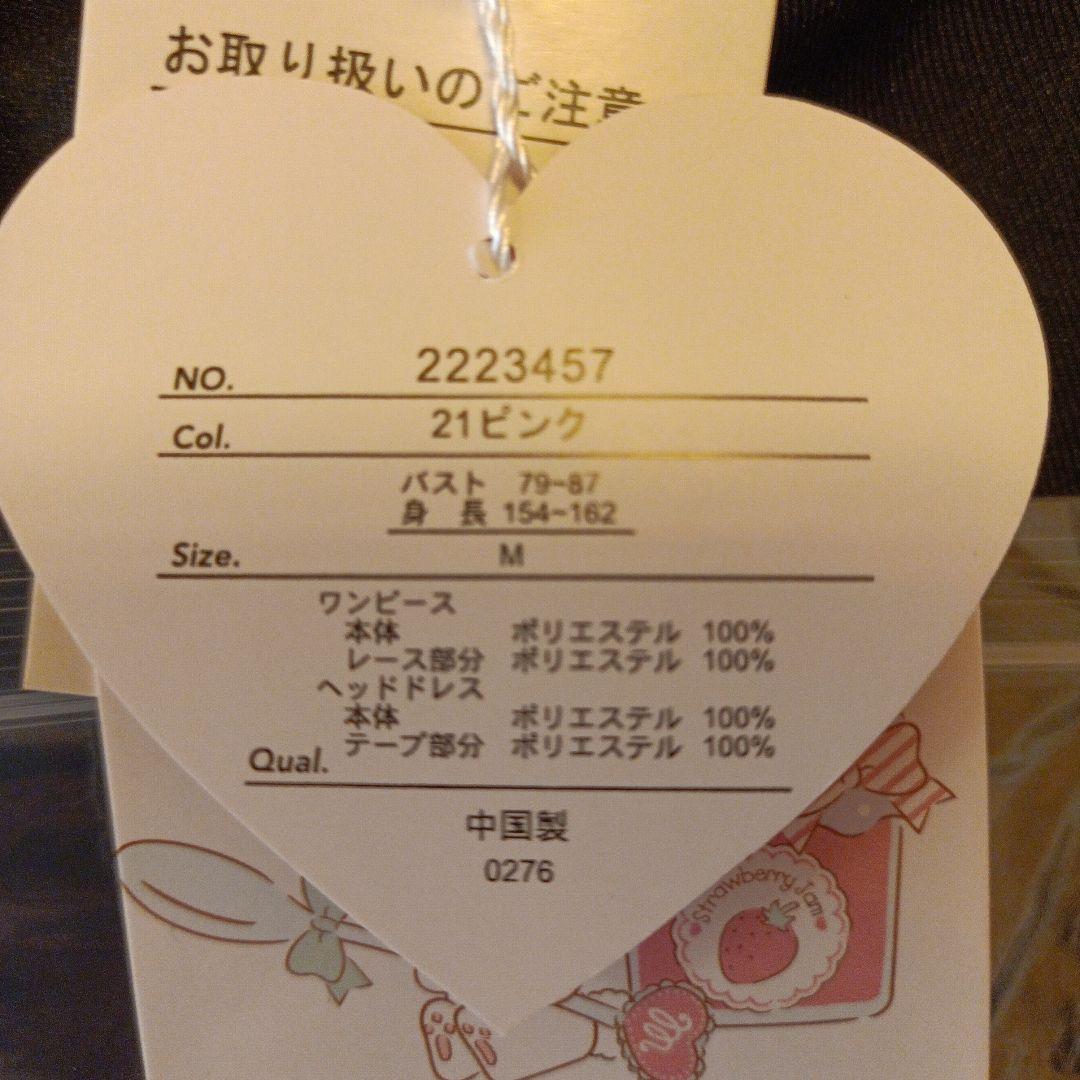 お取り扱いのご注意
NO. 2223457
Col. 21ピンク
バスト 79~87
身 長 154~162
Size. M
ワンピース
本体 ポリエステル 100%
レース部分 ポリエステル 100%
ヘッドドレス
本体 ポリエステル 100%
テープ部分 ポリエステル 100%
Qual.
中国製
0276
Strawberry Jam